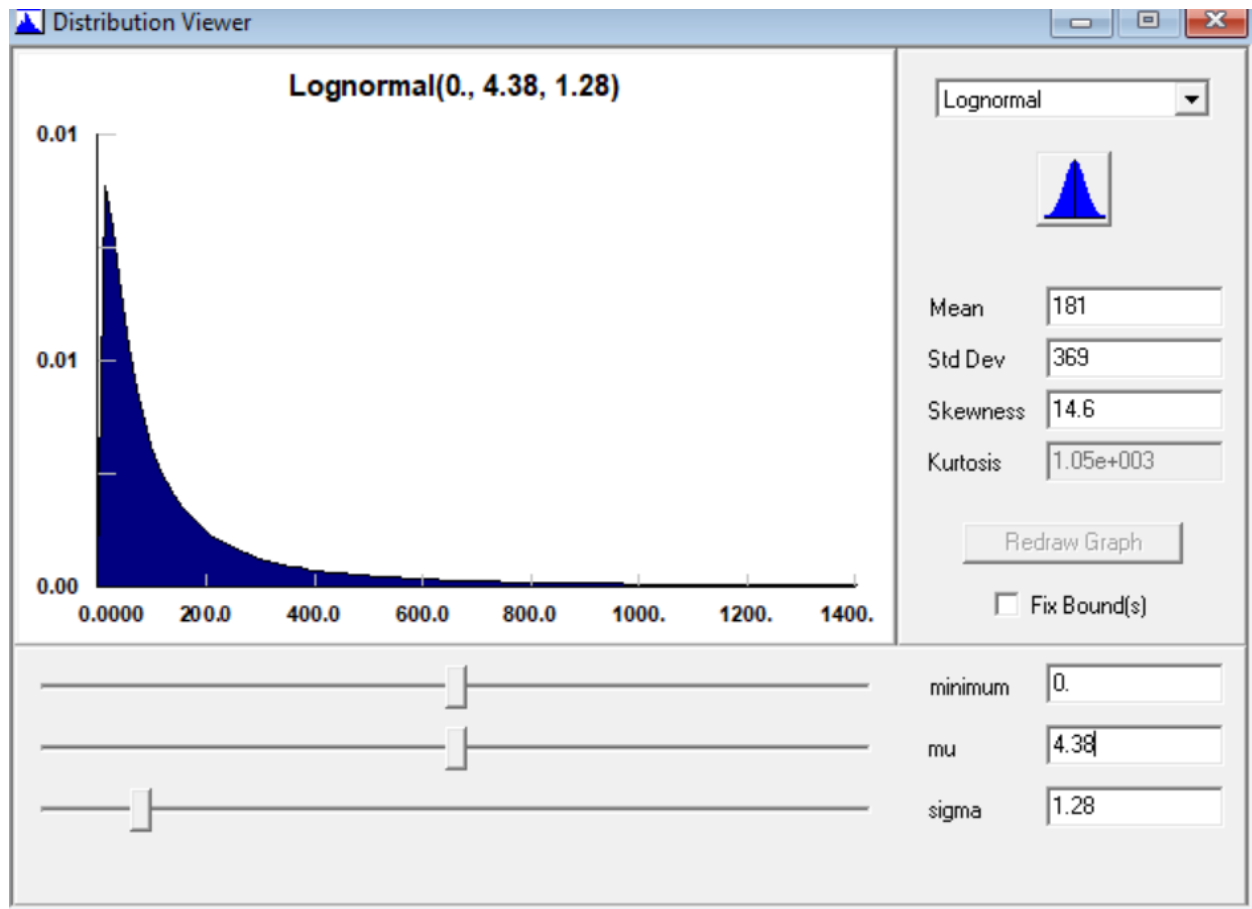 Distribution Viewer
Lognormal(0., 4.38, 1.28)
0.01
0.01
0.00
0.0000 200.0 400.0 600.0 800.0 1000. 1200. 1400.
Lognormal
Mean 181
Std Dev 369
Skewness 14.6
Kurtosis 1.05e+003
Redraw Graph
Fix Bound(s)
minimum 0.
mu 4.38
sigma 1.28